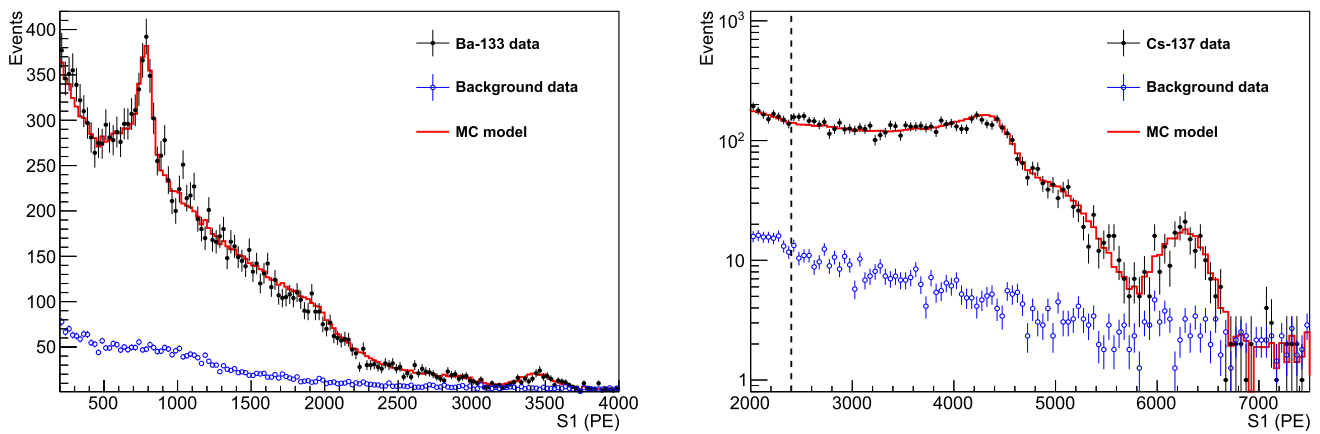 Events
400
350
300
250
200
150
100
50
500 1000 1500 2000 2500 3000 3500 4000
S1 (PE)
Ba-133 data
Background data
MC model
Events
10³
10²
10
1
2000 3000 4000 5000 6000 7000
S1 (PE)
Cs-137 data
Background data
MC model